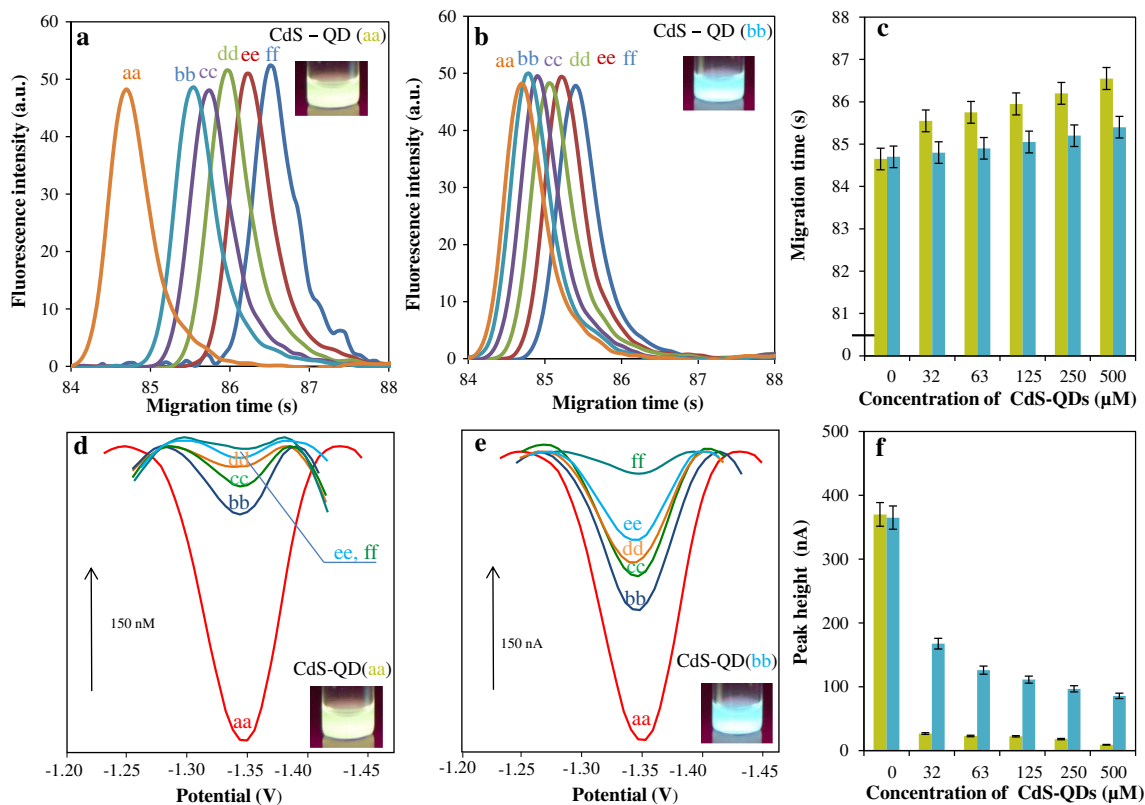 a
CdS – QD (aa)
aa
bb
cc
dd
ee
ff
60
50
40
30
20
10
0
84
85
86
87
88
Fluorescence intensity (a.u.)
Migration time (s)
b
CdS – QD (bb)
aa
bb
cc
dd
ee
ff
60
50
40
30
20
10
0
84
85
86
87
88
Fluorescence intensity (a.u.)
Migration time (s)
c
88
87
86
85
84
83
82
81
0
Migration time (s)
0
32
63
125
250
500
Concentration of CdS-QDs (µM)
d
dd
cc
bb
ee, ff
150 nM
CdS-QD(aa)
aa
-1.20
-1.25
-1.30
-1.35
-1.40
-1.45
Potential (V)
e
ff
ee
dd
cc
bb
150 nA
CdS-QD(bb)
aa
-1.20
-1.25
-1.30
-1.35
-1.40
-1.45
Potential (V)
f
500
400
300
200
100
0
Peak height (nA)
0
32
63
125
250
500
Concentration of CdS-QDs (µM)